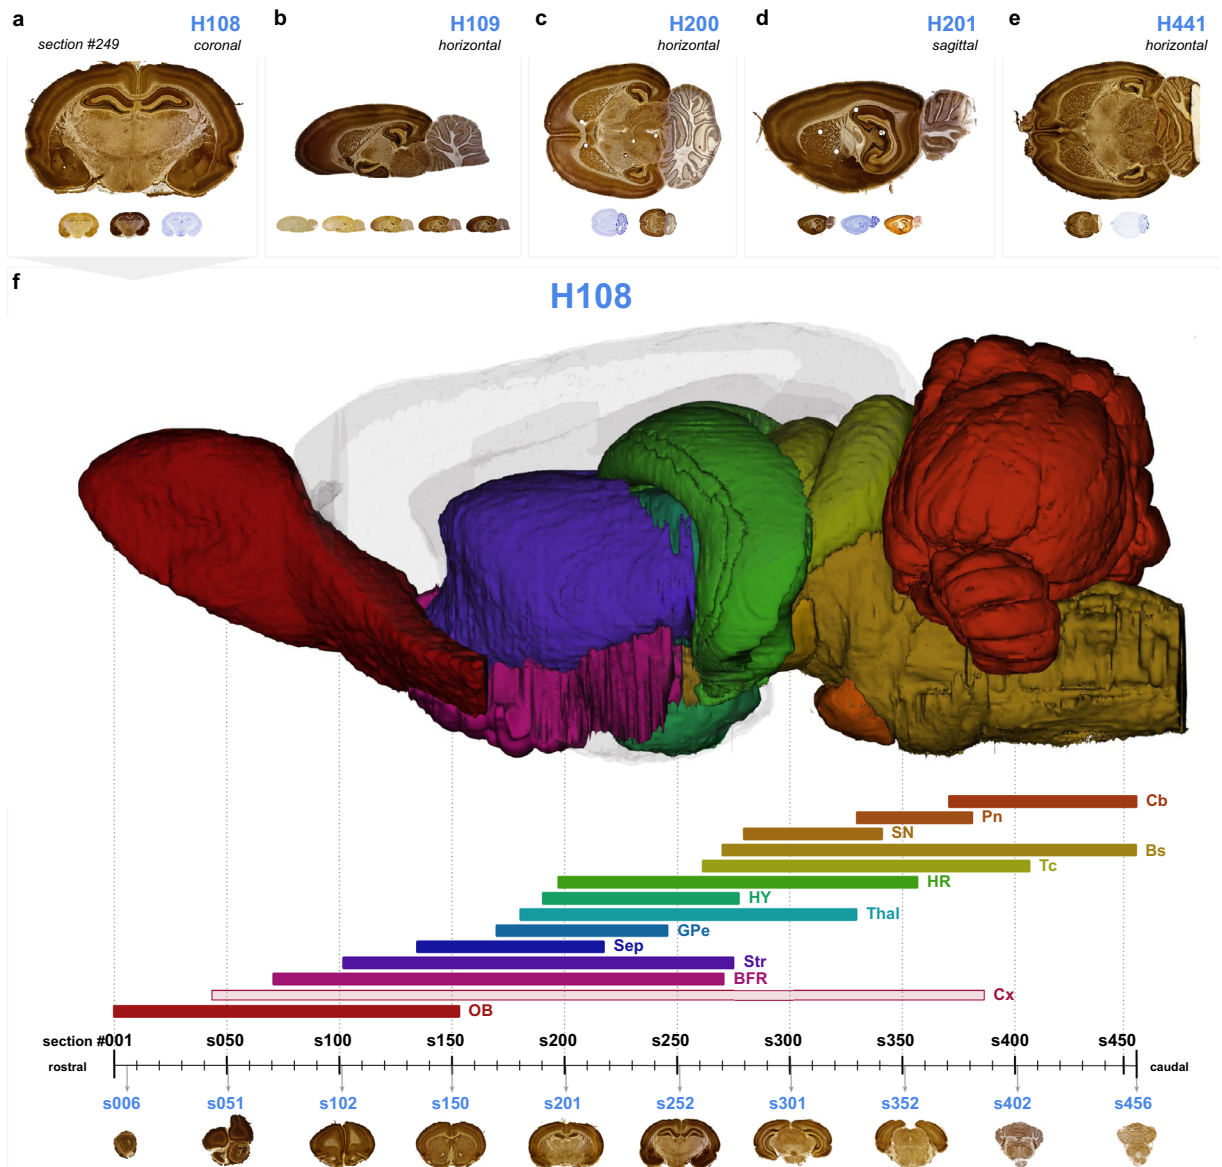 a
H108
section #249
coronal
b
H109
horizontal
c
H200
horizontal
d
H201
sagittal
e
H441
horizontal
f
H108
Cb
Pn
SN
Bs
Tc
HR
HY
Thal
GPe
Sep
Str
BFR
Cx
OB
section #001 s050 s100 s150 s200 s250 s300 s350 s400 s450
rostral caudal
s006 s051 s102 s150 s201 s252 s301 s352 s402 s456